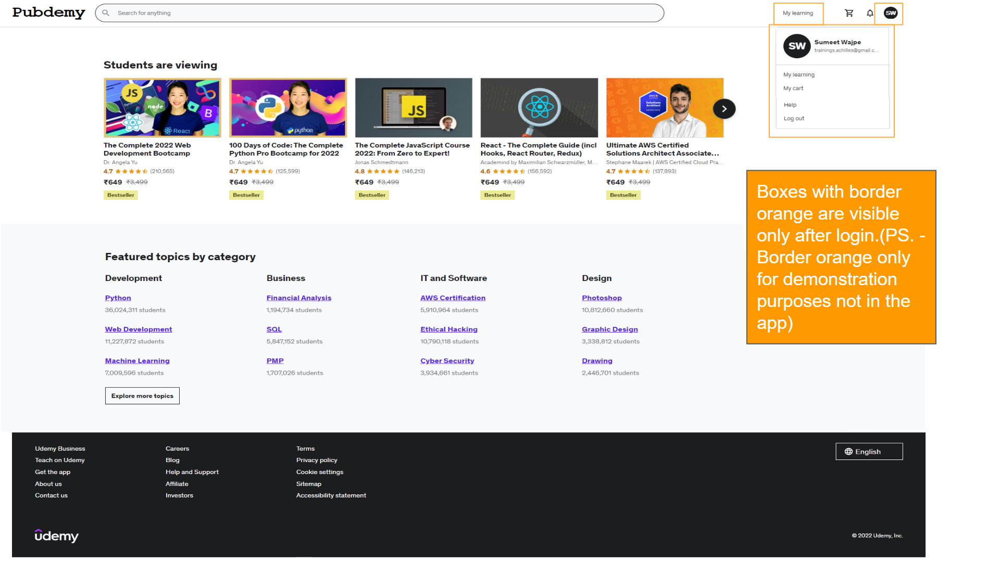 Pubdemy
Search for anything
My learning
SW
SW
Sumeet Wajpe
trainings.achilles@gmail.c...
My learning
My cart
Help
Log out
Students are viewing
JS
node
React
B
python
JS
aws
Solutions
Architect
ASSOCIATE
The Complete 2022 Web
Development Bootcamp
Dr. Angela Yu
4.7 (210,565)
₹649 ₹3,499
Bestseller
100 Days of Code: The Complete
Python Pro Bootcamp for 2022
Dr. Angela Yu
4.7 (125,599)
₹649 ₹3,499
Bestseller
The Complete JavaScript Course
2022: From Zero to Expert!
Jonas Schmedtmann
4.8 (146,213)
₹649 ₹3,499
Bestseller
React - The Complete Guide (incl
Hooks, React Router, Redux)
Academind by Maximilian Schwarzmüller, M...
4.6 (156,592)
₹649 ₹3,499
Bestseller
Ultimate AWS Certified
Solutions Architect Associate...
Stephane Maarek | AWS Certified Cloud Pra...
4.7 (137,893)
₹649 ₹3,499
Bestseller
Boxes with border
orange are visible
only after login.(PS. -
Border orange only
for demonstration
purposes not in the
app)
Featured topics by category
Development
Python
36,024,311 students
Web Development
11,227,872 students
Machine Learning
7,009,596 students
Business
Financial Analysis
1,194,734 students
SQL
5,847,152 students
PMP
1,707,026 students
IT and Software
AWS Certification
5,910,964 students
Ethical Hacking
10,790,118 students
Cyber Security
3,934,661 students
Design
Photoshop
10,812,660 students
Graphic Design
3,338,812 students
Drawing
2,446,701 students
Explore more topics
Udemy Business
Teach on Udemy
Get the app
About us
Contact us
Careers
Blog
Help and Support
Affiliate
Investors
Terms
Privacy policy
Cookie settings
Sitemap
Accessibility statement
English
ûdemy
© 2022 Udemy, Inc.